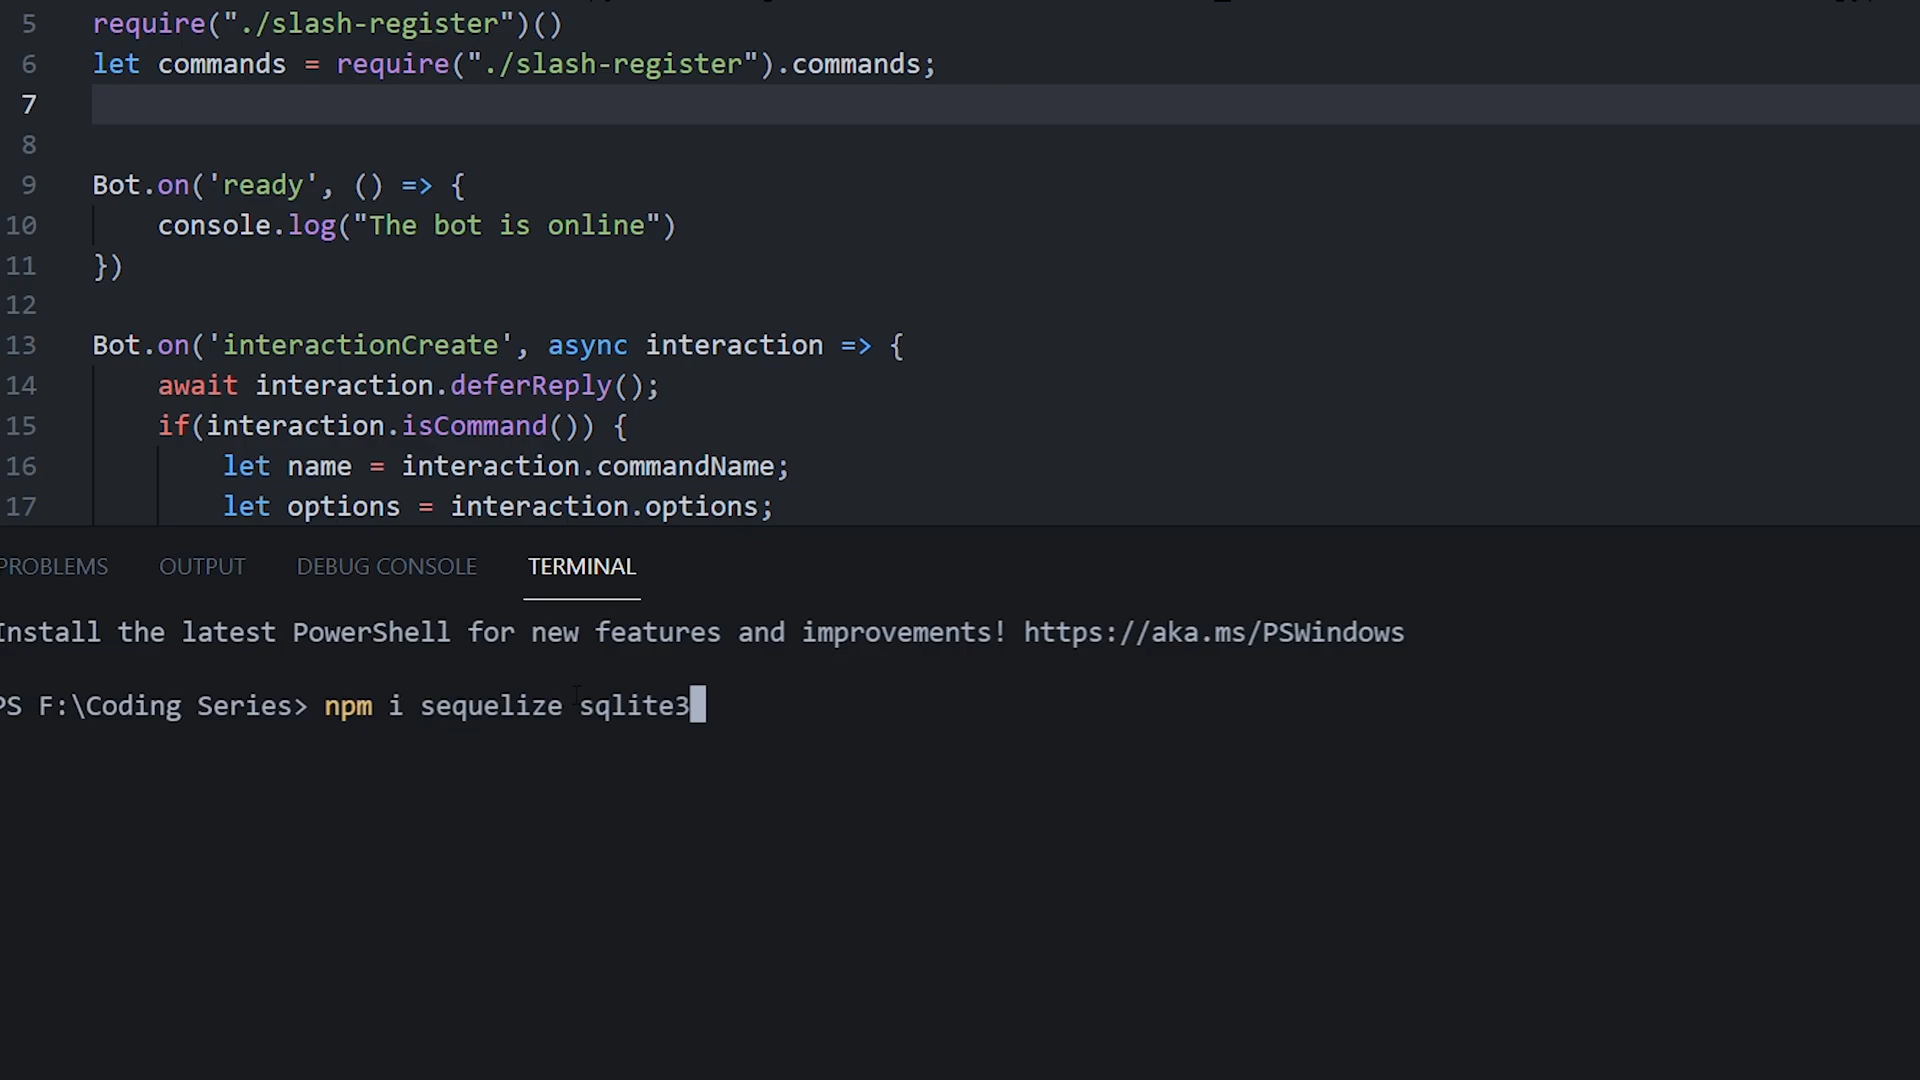 5 require("./slash-register")()
6 let commands = require("./slash-register").commands;
7
8
9 Bot.on('ready', () => {
10 console.log("The bot is online")
11 })
12
13 Bot.on('interactionCreate', async interaction => {
14 await interaction.deferReply();
15 if(interaction.isCommand()) {
16 let name = interaction.commandName;
17 let options = interaction.options;
PROBLEMS OUTPUT DEBUG CONSOLE TERMINAL
Install the latest PowerShell for new features and improvements! https://aka.ms/PSWindows
PS F:\Coding Series> npm i sequelize sqlite3